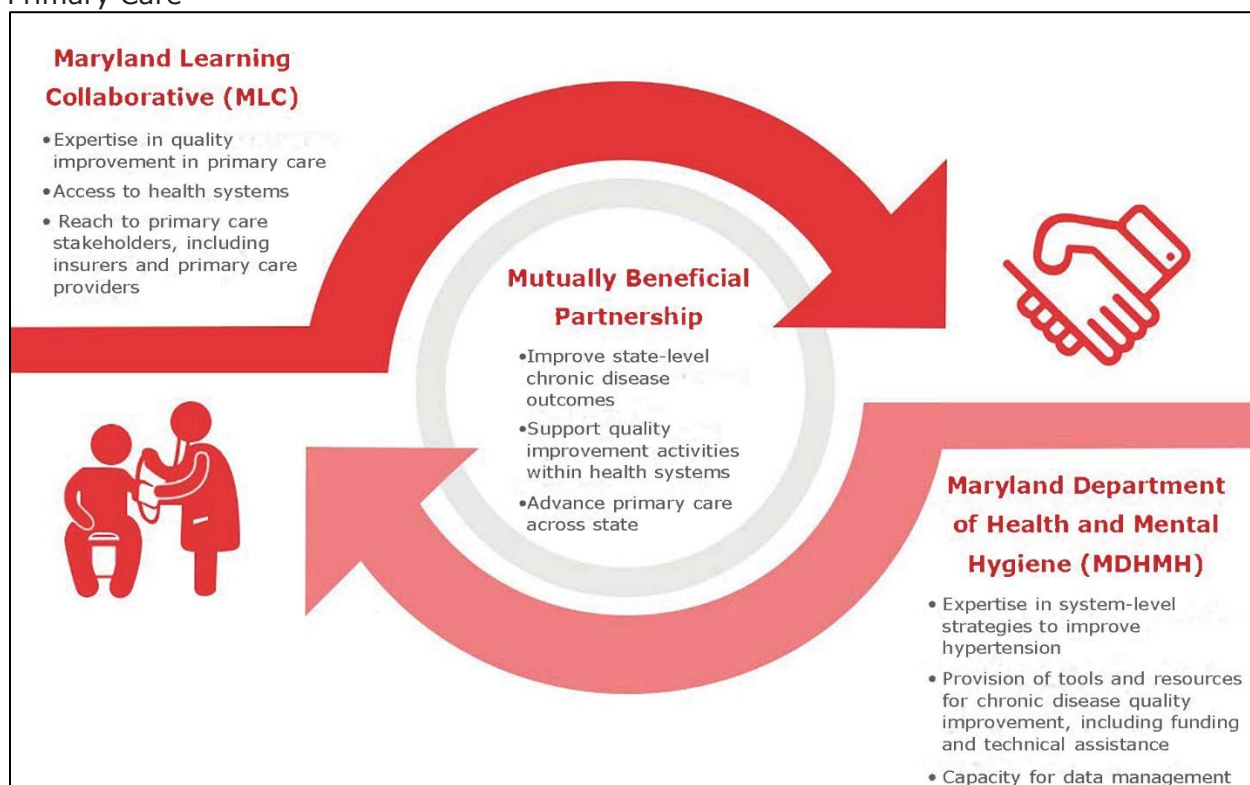 Primary Care
Maryland Learning
Collaborative (MLC)
•Expertise in quality
improvement in primary care
•Access to health systems
• Reach to primary care
stakeholders, including
insurers and primary care
providers
Mutually Beneficial
Partnership
•Improve state-level
chronic disease
outcomes
•Support quality
improvement activities
within health systems
•Advance primary care
across state
Maryland Department
of Health and Mental
Hygiene (MDHMH)
• Expertise in system-level
strategies to improve
hypertension
• Provision of tools and resources
for chronic disease quality
improvement, including funding
and technical assistance
• Capacity for data management